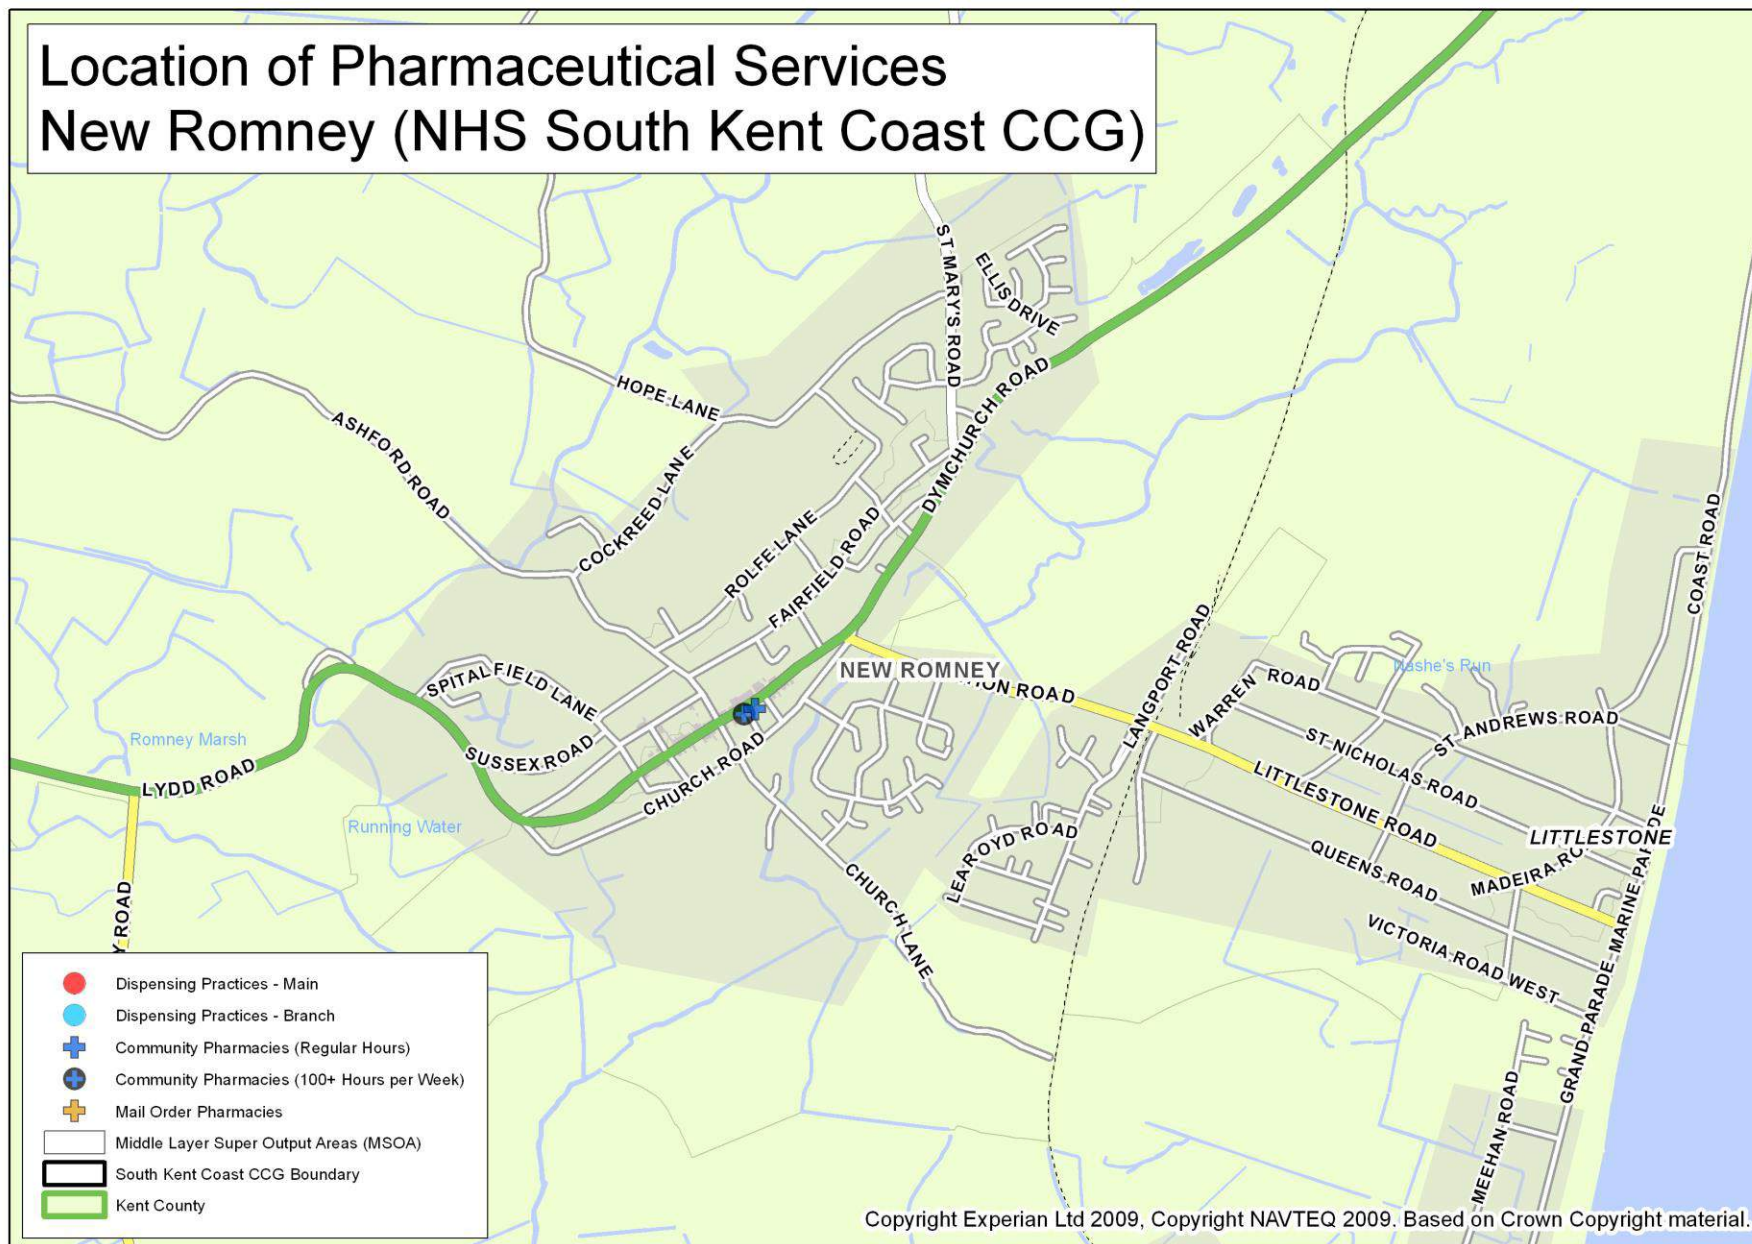 Location of Pharmaceutical Services
New Romney (NHS South Kent Coast CCG)
ST MARY'S ROAD
ELLIS DRIVE
HOPE LANE
DYMCHURCH ROAD
ASHFORD ROAD
COCKREED LANE
ROLFE LANE
FAIRFIELD ROAD
COAST ROAD
LANGPORT ROAD
NEW ROMNEY
ROAD
Nashe's Run
SPITALFIELD LANE
WARREN
ROAD
ST ANDREWS ROAD
Romney Marsh
SUSSEX ROAD
ST NICHOLAS ROAD
LYDD ROAD
CHURCH ROAD
LITTLESTONE ROAD
LITTLESTONE
Running Water
LEAROYD ROAD
QUEENS ROAD
MADEIRA
MARINE PARADE
CHURCH LANE
VICTORIA ROAD WEST
ROAD
GRAND PARADE
MEEHAN ROAD
Dispensing Practices - Main
Dispensing Practices - Branch
Community Pharmacies (Regular Hours)
Community Pharmacies (100+ Hours per Week)
Mail Order Pharmacies
Middle Layer Super Output Areas (MSOA)
South Kent Coast CCG Boundary
Kent County
Copyright Experian Ltd 2009, Copyright NAVTEQ 2009. Based on Crown Copyright material.